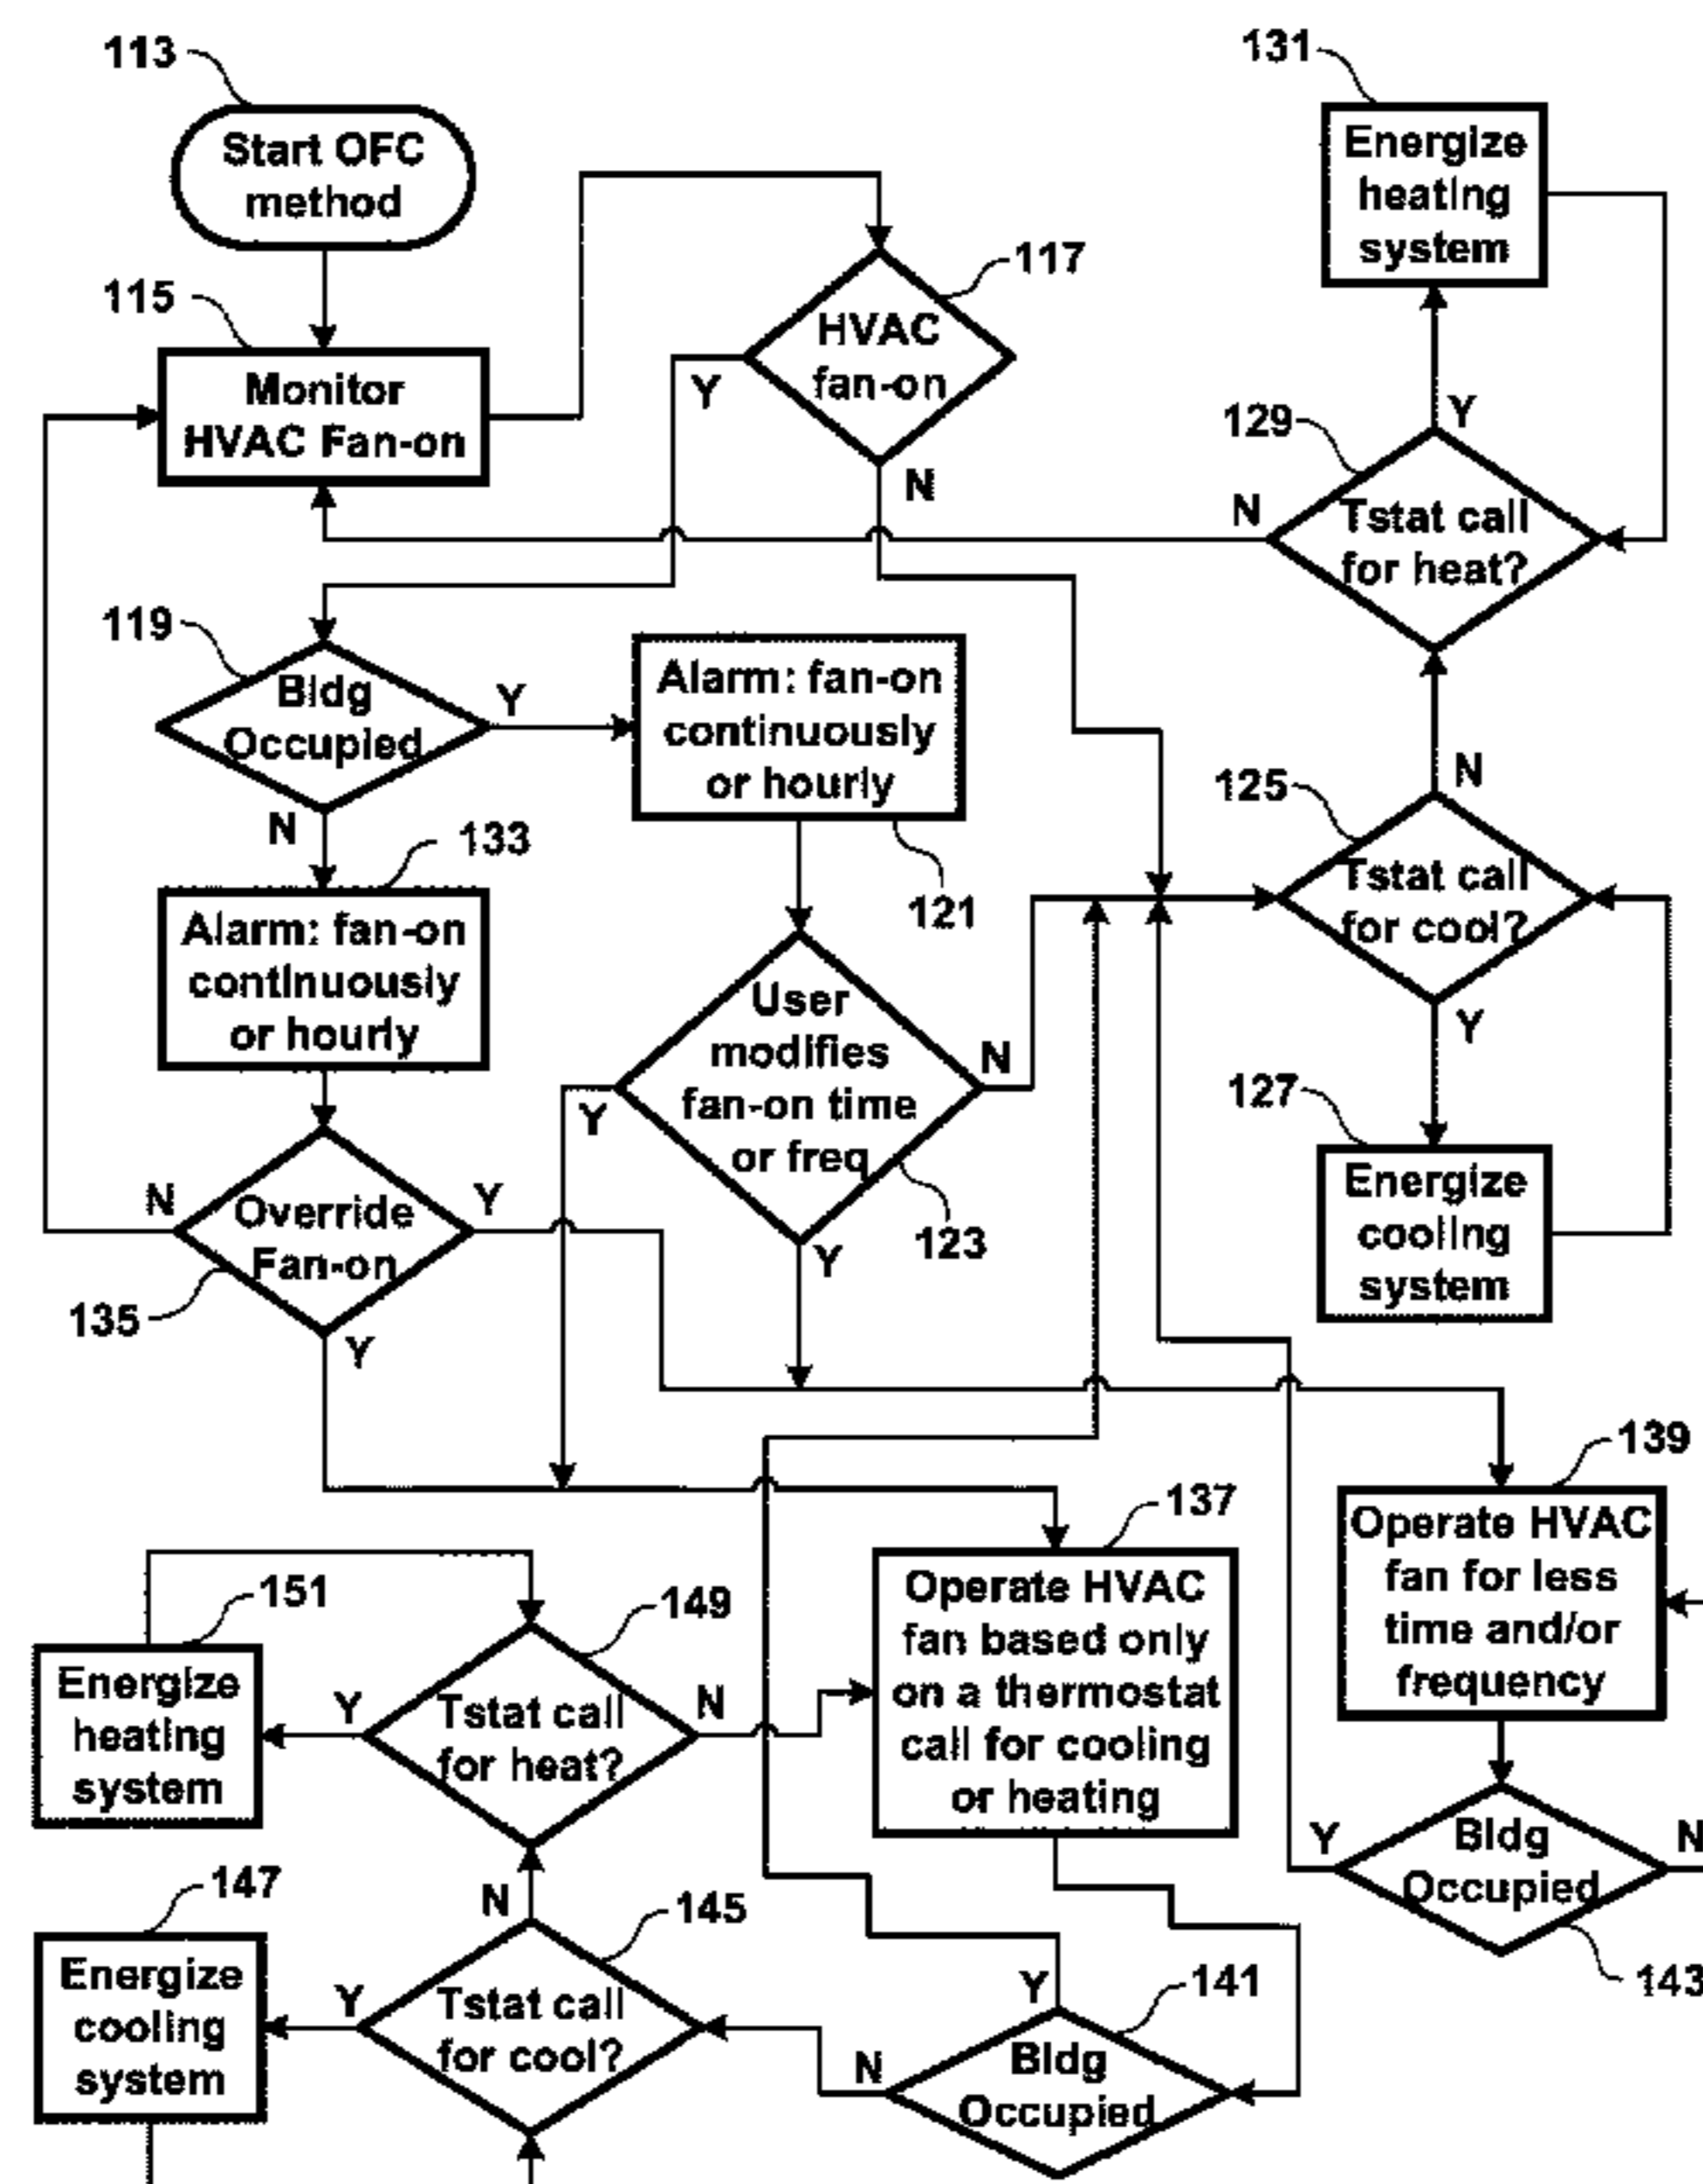 113
Start OFC
method
115
Monitor
HVAC Fan-on
117
HVAC
fan-on
Y
N
131
Energize
heating
system
129
Y
N
Tstat call
for heat?
119
Bldg
Occupied
Y
N
Alarm: fan-on
continuously
or hourly
121
125
N
Tstat call
for cool?
Y
133
Alarm: fan-on
continuously
or hourly
User
modifies
fan-on time
or freq
N
Y
Y
123
127
Energize
cooling
system
N
Override
Fan-on
Y
Y
135
139
Operate HVAC
fan for less
time and/or
frequency
137
Operate HVAC
fan based only
on a thermostat
call for cooling
or heating
151
Energize
heating
system
149
Y
Tstat call
for heat?
N
Y
Bldg
Occupied
N
143
147
Energize
cooling
system
145
N
Y
Tstat call
for cool?
141
Y
N
Bldg
Occupied